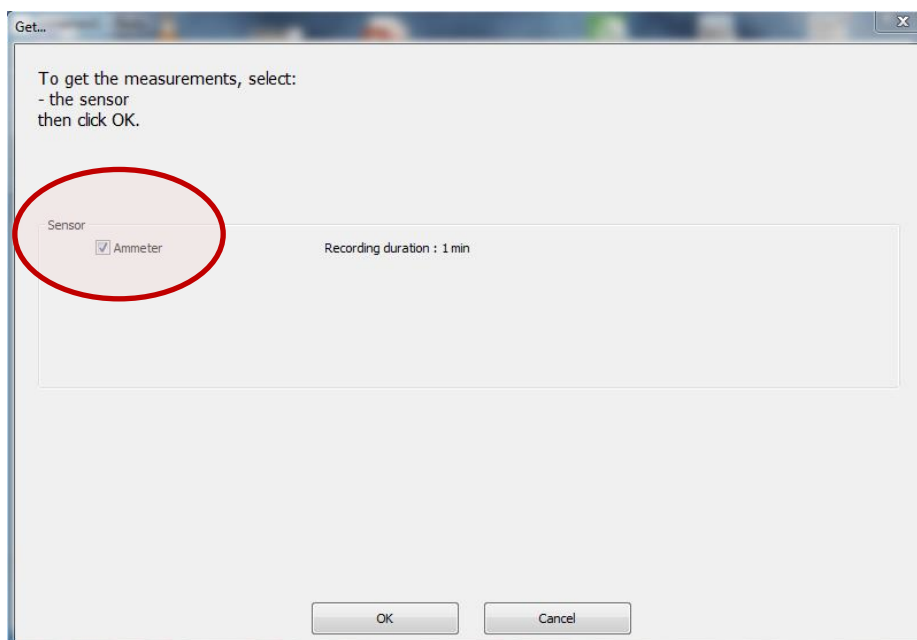 Get...
X
To get the measurements, select:
- the sensor
then click OK.
Sensor
Ammeter
Recording duration : 1 min
OK
Cancel